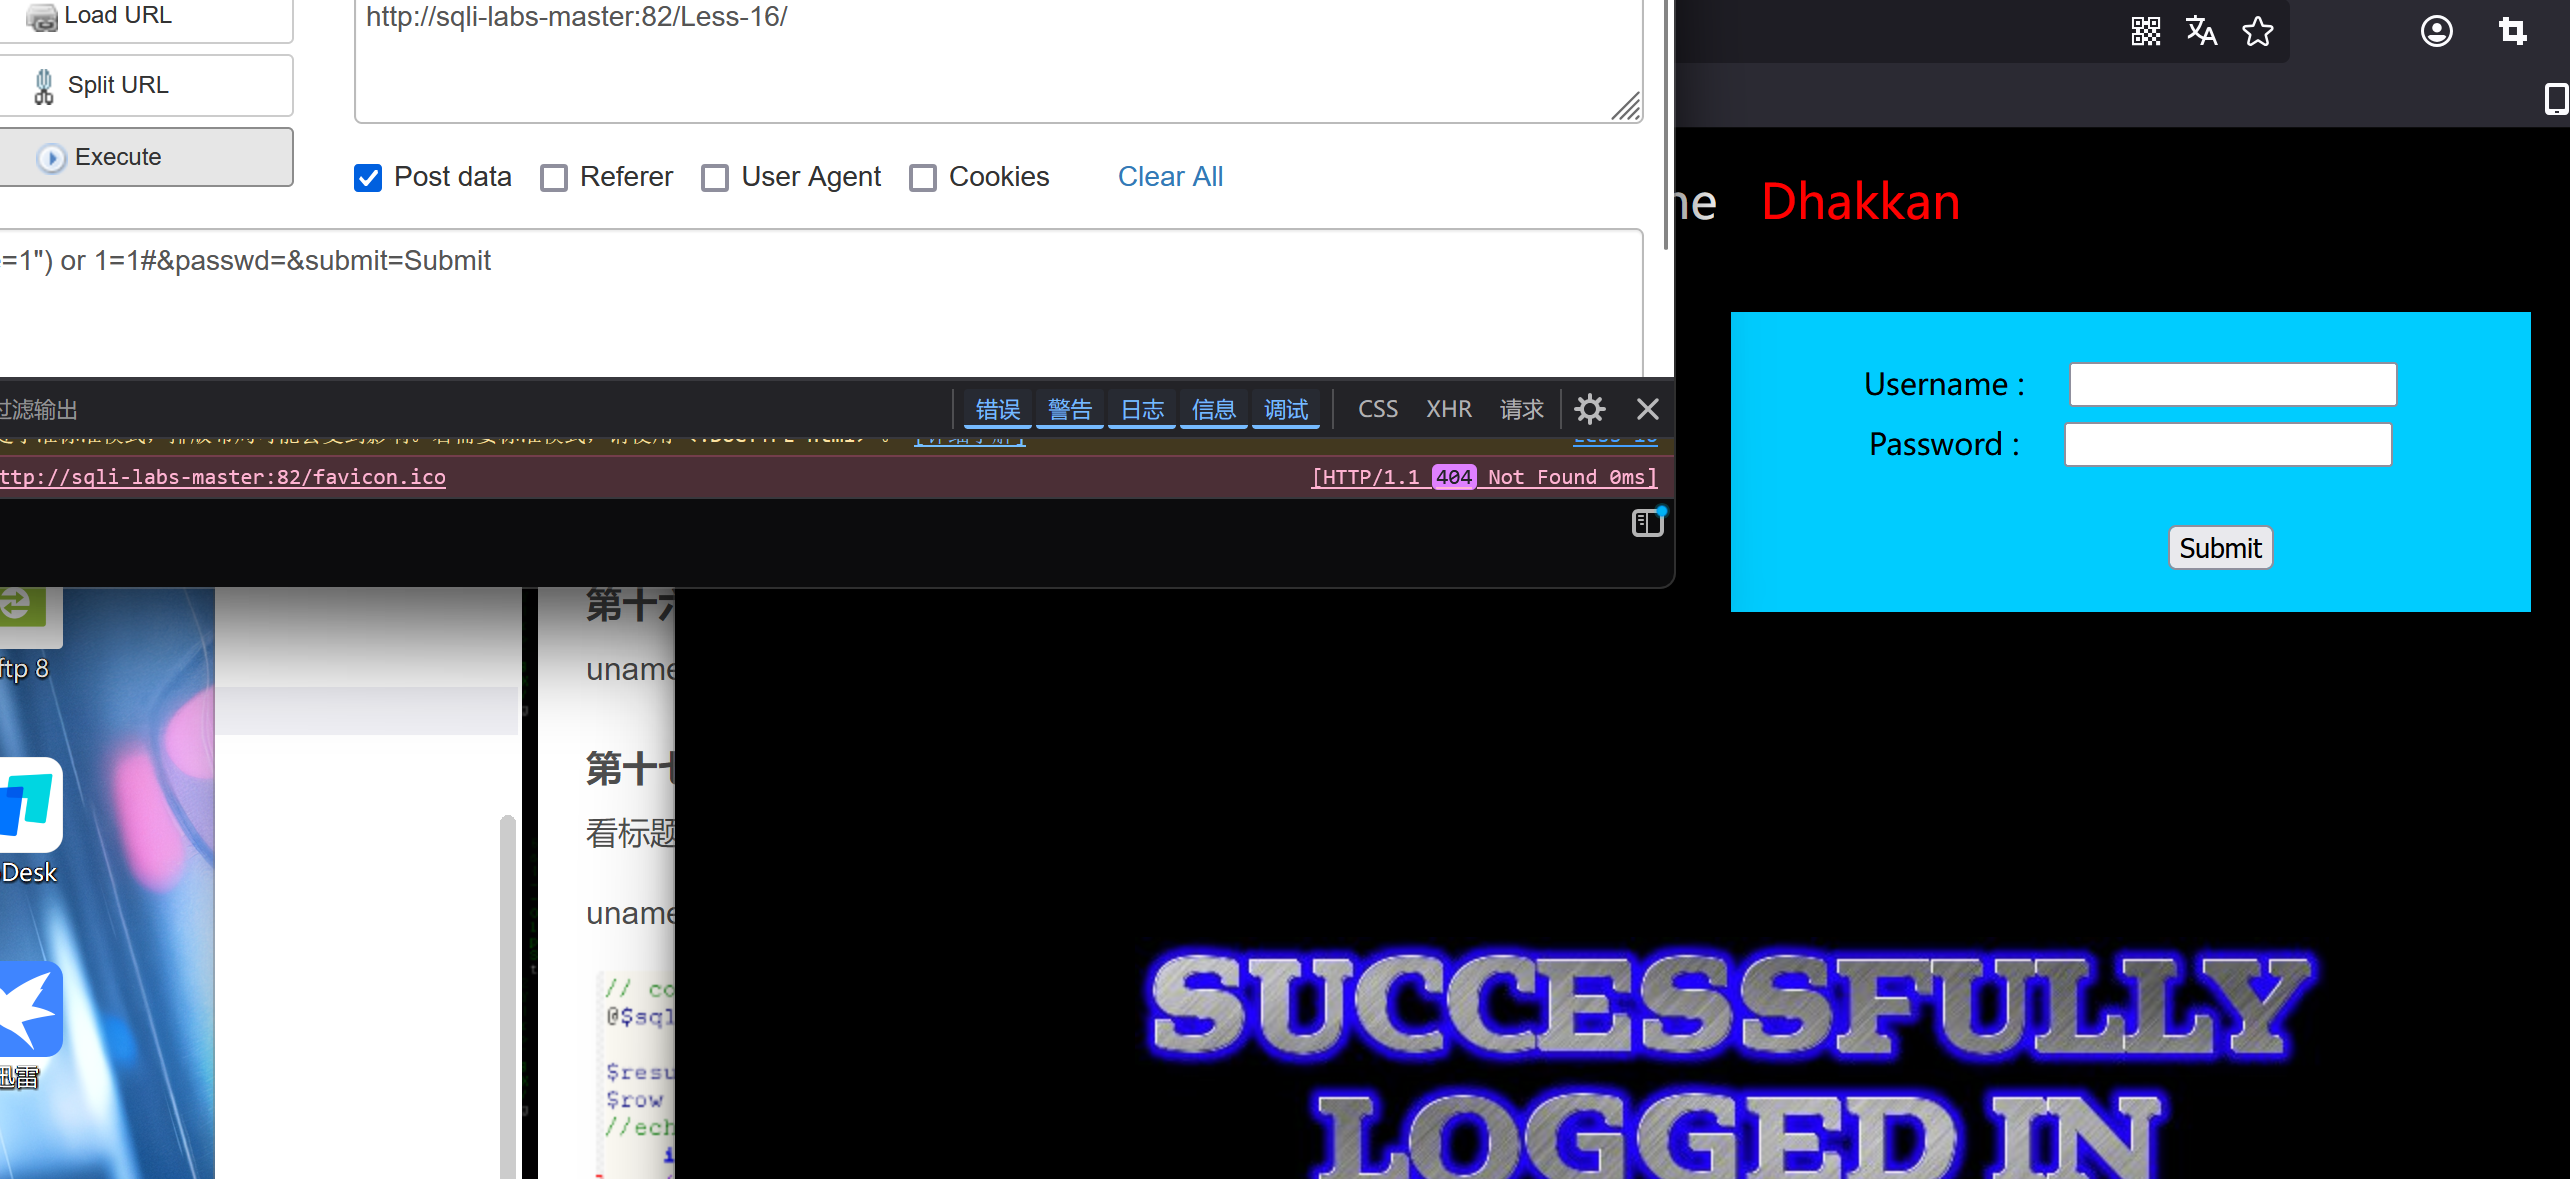 Load URL
http://sqli-labs-master:82/Less-16/
Split URL
Execute
Post data
Referer
User Agent
Cookies
Clear All
=1") or 1=1#&passwd=&submit=Submit
过滤输出
错误
警告
日志
信息
调试
CSS
XHR
请求
ttp://sqli-labs-master:82/favicon.ico
[HTTP/1.1 404 Not Found 0ms]
me Dhakkan
Username :
Password :
Submit
ftp 8
Desk
迅雷
第十六
uname
第十七
看标题
uname
// co
@$sql
$resu
$row
//ech
i
SUCCESSFULLY
LOGGED IN